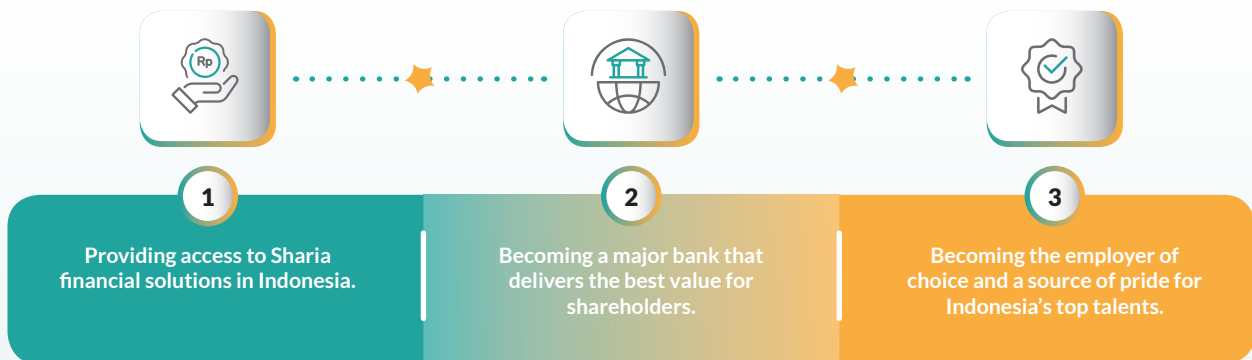 Rp
1
Providing access to Sharia
financial solutions in Indonesia.
2
Becoming a major bank that
delivers the best value for
shareholders.
3
Becoming the employer of
choice and a source of pride for
Indonesia’s top talents.